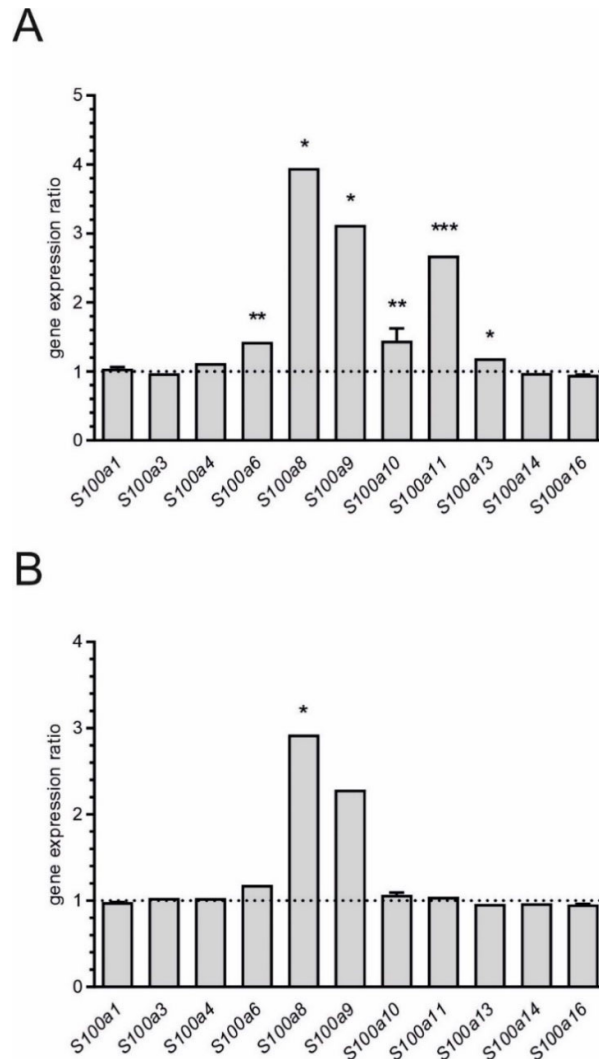 A
5
4
3
2
1
0
gene expression ratio
*
*
***
**
**
*
S100a1
S100a3
S100a4
S100a6
S100a8
S100a9
S100a10
S100a11
S100a13
S100a14
S100a16
B
4
3
2
1
0
gene expression ratio
*
S100a1
S100a3
S100a4
S100a6
S100a8
S100a9
S100a10
S100a11
S100a13
S100a14
S100a16